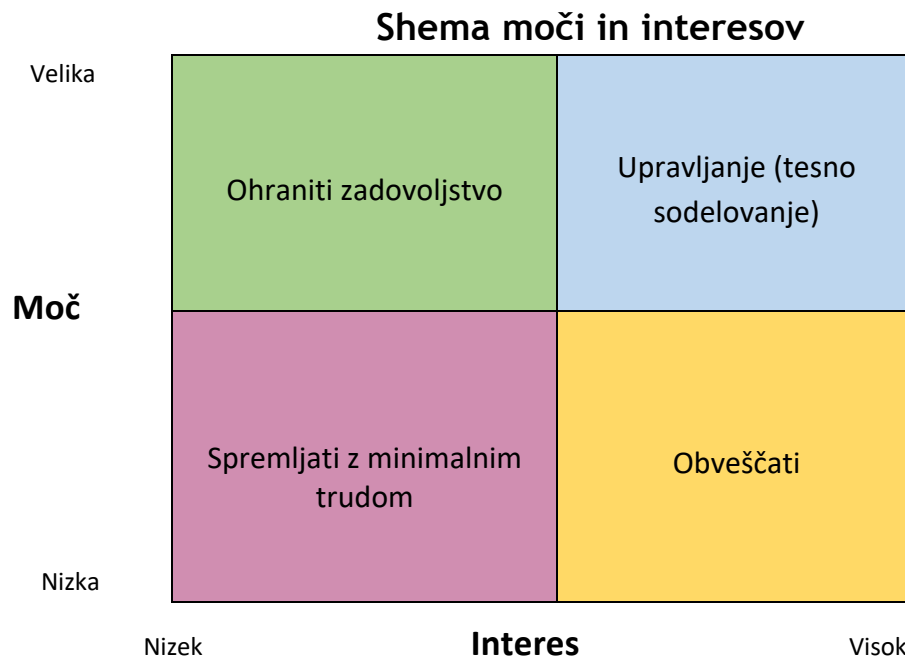 Shema moči in interesov
Velika
Ohraniti zadovoljstvo
Upravljanje (tesno
sodelovanje)
Moč
Spremljati z minimalnim
trudom
Obveščati
Nizka
Nizek
Interes
Visok